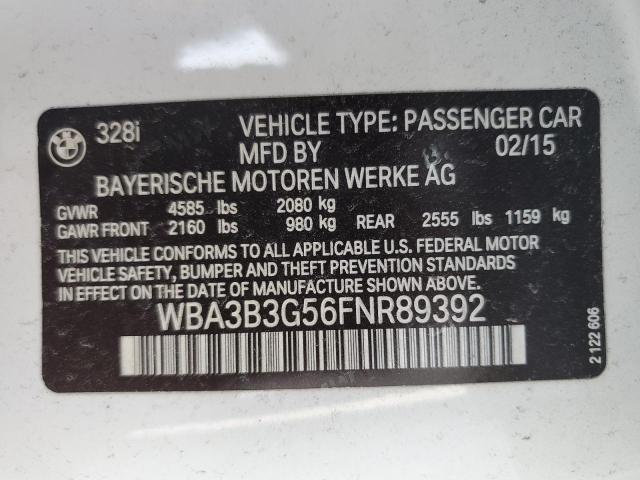 BMW
328i VEHICLE TYPE: PASSENGER CAR
MFD BY 02/15
BAYERISCHE MOTOREN WERKE AG
GVWR 4585 lbs 2080 kg
GAWR FRONT 2160 lbs 980 kg REAR 2555 lbs 1159 kg
THIS VEHICLE CONFORMS TO ALL APPLICABLE U.S. FEDERAL MOTOR
VEHICLE SAFETY, BUMPER AND THEFT PREVENTION STANDARDS
IN EFFECT ON THE DATE OF MANUFACTURE SHOWN ABOVE.
WBA3B3G56FNR89392
2 122 606